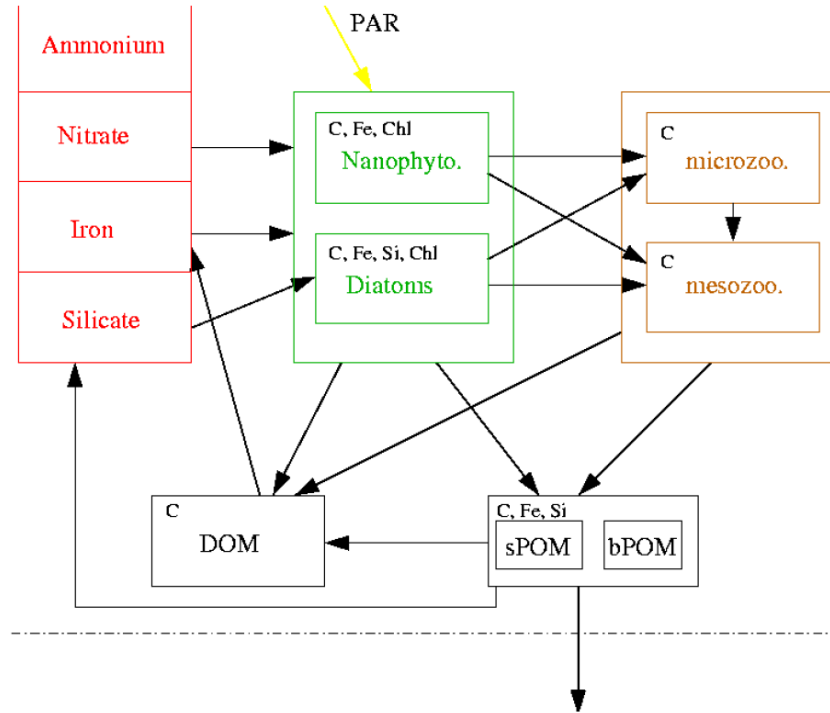 Ammonium
PAR
Nitrate
Iron
Silicate
C, Fe, Chl
Nanophyto.
C, Fe, Si, Chl
Diatoms
C
microzoo.
C
mesozoo.
C
DOM
C, Fe, Si
sPOM
bPOM